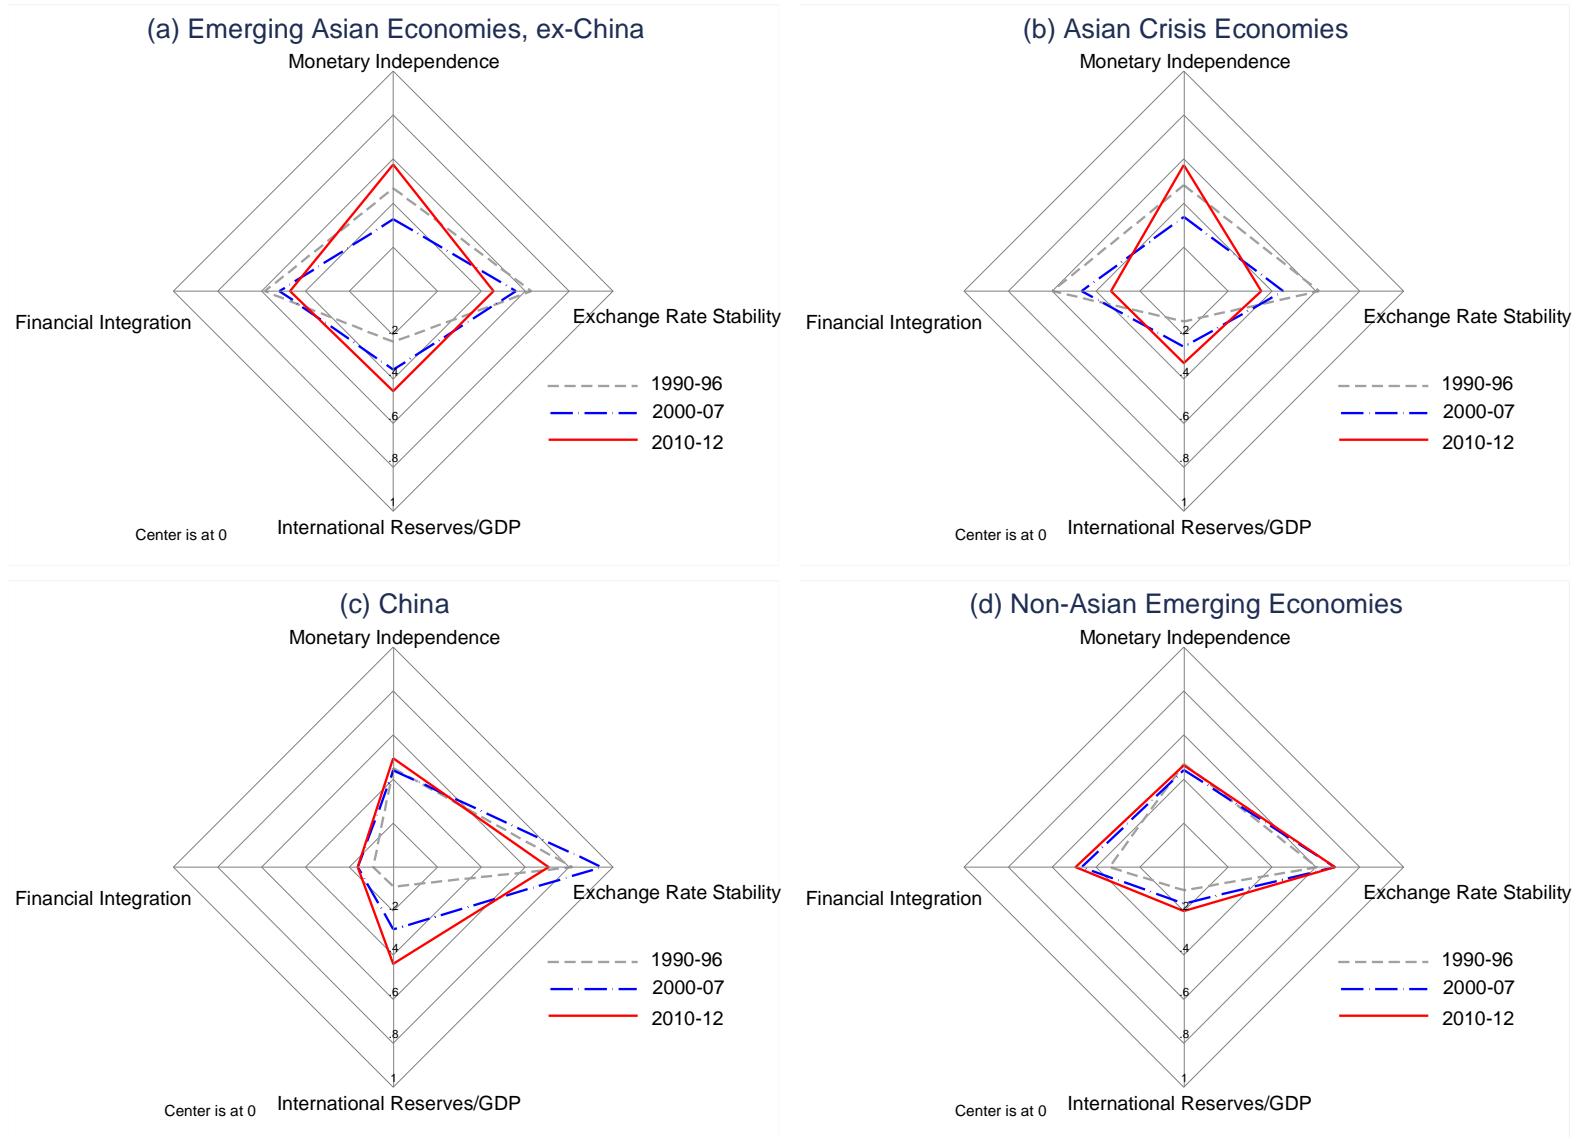 (a) Emerging Asian Economies, ex-China
Monetary Independence
Financial Integration
Exchange Rate Stability
.2
.4
.6
.8
1
1990-96
2000-07
2010-12
Center is at 0
International Reserves/GDP
(b) Asian Crisis Economies
Monetary Independence
Financial Integration
Exchange Rate Stability
.2
.4
.6
.8
1
1990-96
2000-07
2010-12
Center is at 0
International Reserves/GDP
(c) China
Monetary Independence
Financial Integration
Exchange Rate Stability
.2
.4
.6
.8
1
1990-96
2000-07
2010-12
Center is at 0
International Reserves/GDP
(d) Non-Asian Emerging Economies
Monetary Independence
Financial Integration
Exchange Rate Stability
.2
.4
.6
.8
1
1990-96
2000-07
2010-12
Center is at 0
International Reserves/GDP